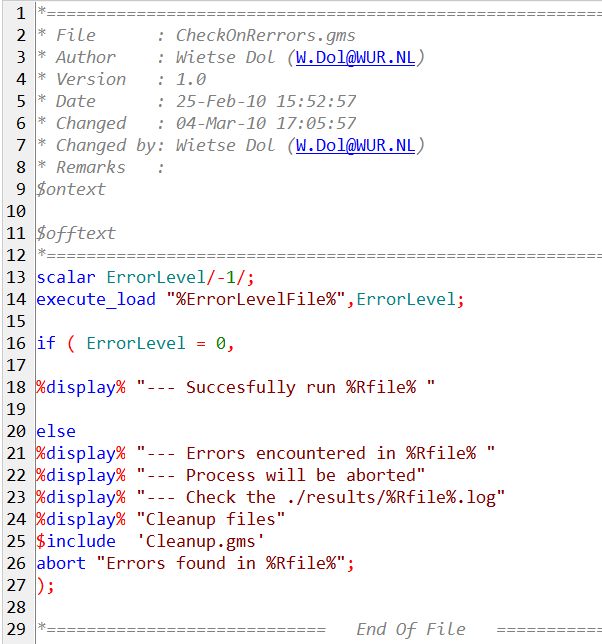 1 *========================================================
2 * File      : CheckOnRerrors.gms
3 * Author    : Wietse Dol (W.Dol@WUR.NL)
4 * Version   : 1.0
5 * Date      : 25-Feb-10 15:52:57
6 * Changed   : 04-Mar-10 17:05:57
7 * Changed by: Wietse Dol (W.Dol@WUR.NL)
8 * Remarks   :
9 $ontext
10
11 $offtext
12 *========================================================
13 scalar ErrorLevel/-1/;
14 execute_load "%ErrorLevelFile%",ErrorLevel;
15
16 if ( ErrorLevel = 0,
17
18 %display% "--- Succesfully run %Rfile% "
19
20 else
21 %display% "--- Errors encountered in %Rfile% "
22 %display% "--- Process will be aborted"
23 %display% "--- Check the ./results/%Rfile%.log"
24 %display% "Cleanup files"
25 $include  'Cleanup.gms'
26 abort "Errors found in %Rfile%";
27 );
28
29 *============================   End Of File   ===========